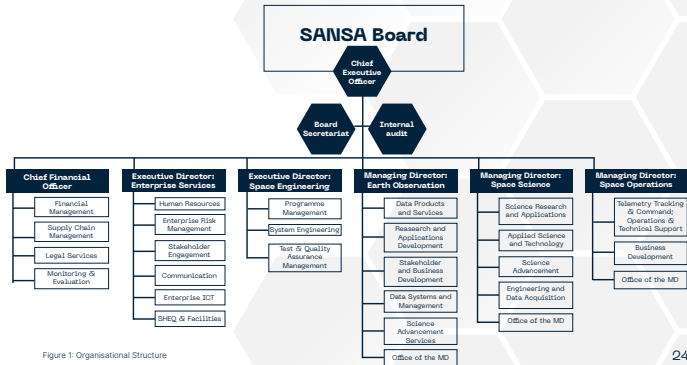 SANSA Board
Chief
Executive
Officer
Board
Secretariat
Internal
audit
Chief Financial
Officer
Financial
Management
Supply Chain
Management
Legal Services
Monitoring &
Evaluation
Executive Director:
Enterprise Services
Human Resources
Enterprise Risk
Management
Stakeholder
Engagement
Communication
Enterprise ICT
SHEQ & Facilities
Executive Director:
Space Engineering
Programme
Management
System Engineering
Test & Quality
Assurance
Management
Managing Director:
Earth Observation
Data Products
and Services
Reasearch and
Applications
Development
Stakeholder
and Business
Development
Data Systems and
Management
Science
Advancement
Services
Office of the MD
Managing Director:
Space Science
Science Research
and Applications
Applied Science
and Technology
Science
Advancement
Engineering and
Data Acquisition
Office of the MD
Managing Director:
Space Operations
Telemetry Tracking
& Command;
Operations &
Technical Support
Business
Development
Office of the MD
Figure 1: Organisational Structure
24